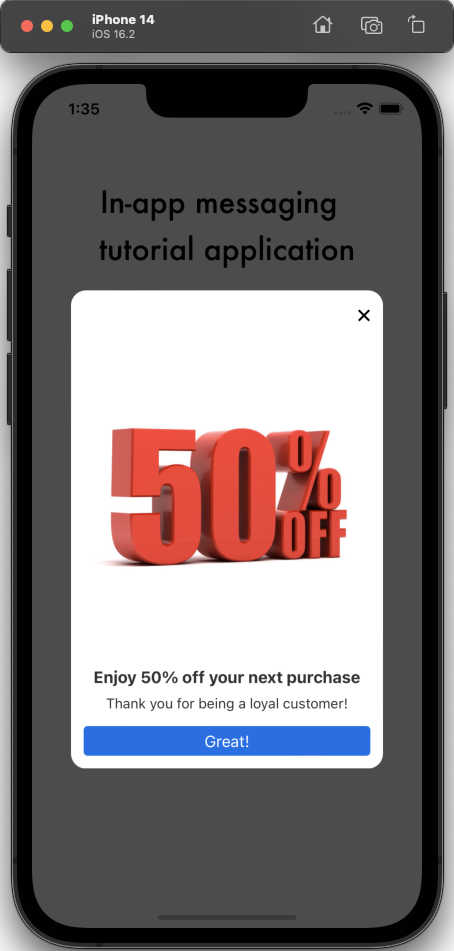 iPhone 14
iOS 16.2
1:35
In-app messaging
tutorial application
50%
OFF
Enjoy 50% off your next purchase
Thank you for being a loyal customer!
Great!